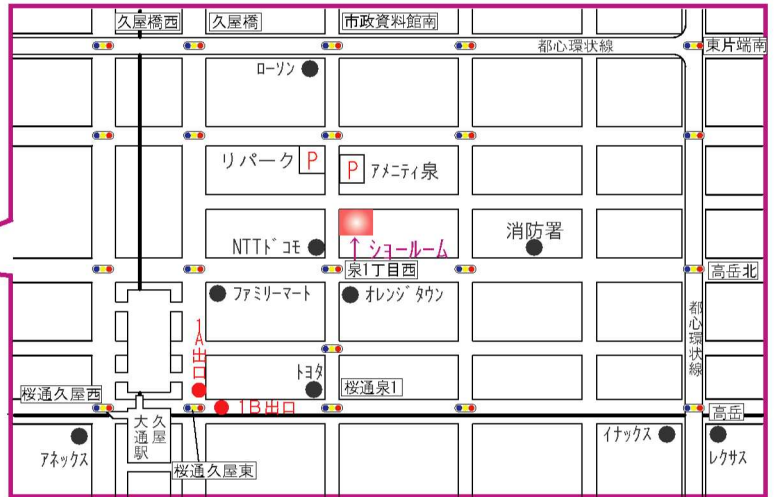 久屋橋西
久屋橋
市政資料館南
都心環状線
東片端南
ローソン
リパーク P
P アメニティ泉
NTTドコモ
↑ ショールーム
消防署
泉1丁目西
高岳北
ファミリーマート
オレンジタウン
都心環状線
1A出口
トヨタ
桜通泉1
桜通久屋西
1B出口
高岳
久屋大通駅
アネックス
桜通久屋東
イナックス
レクサス